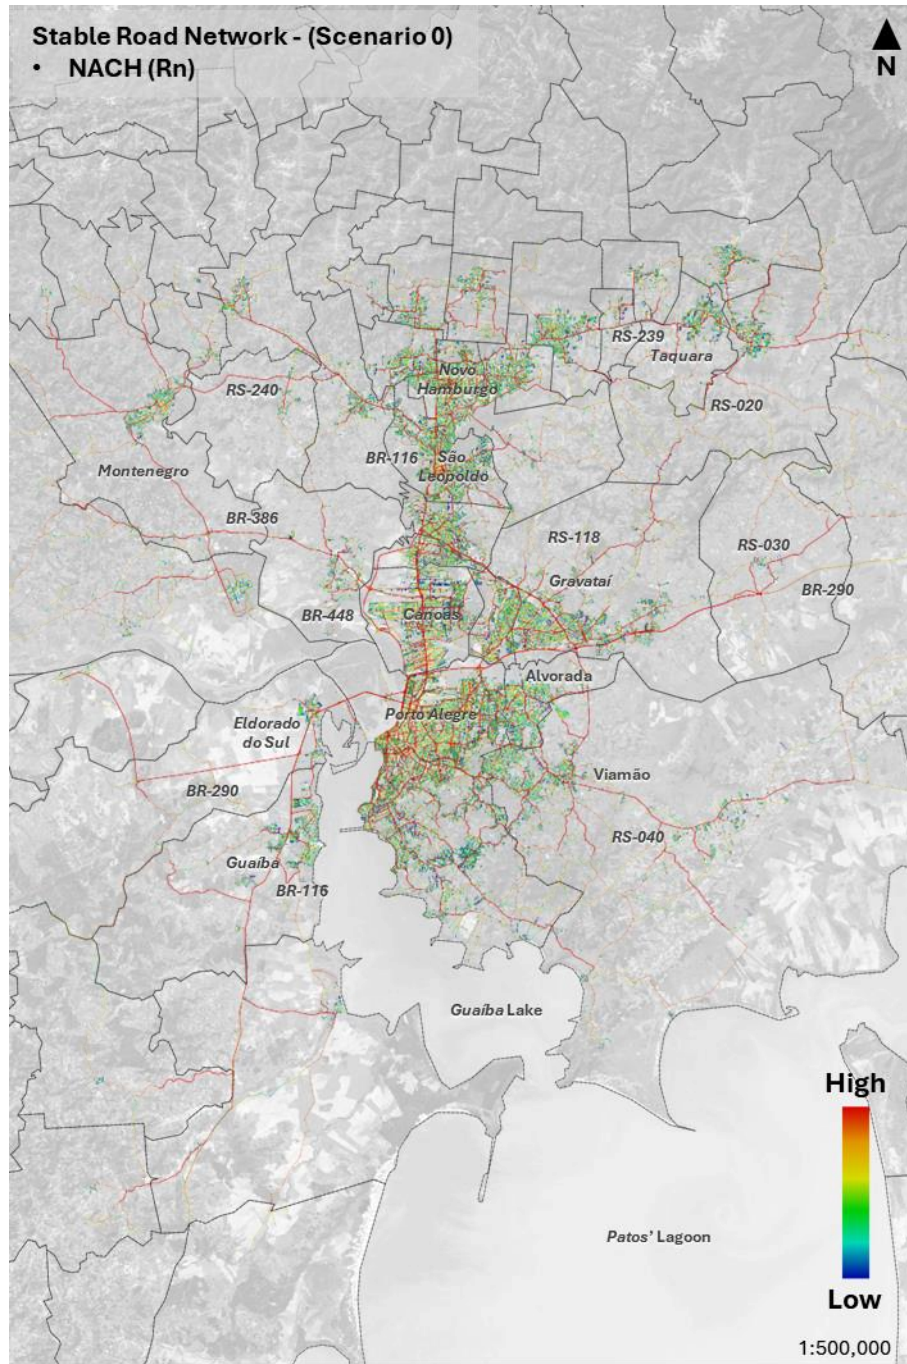 Stable Road Network - (Scenario 0)
• NACH (Rn)
N
RS-239
Taquara
Novo
Hamburgo
RS-240
RS-020
BR-116
São
Leopoldo
Montenegro
BR-386
RS-118
RS-030
Gravataí
BR-290
BR-448
Canoas
Alvorada
Porto Alegre
Eldorado
do Sul
Viamão
BR-290
RS-040
Guaíba
BR-116
Guaíba Lake
High
Patos' Lagoon
Low
1:500,000